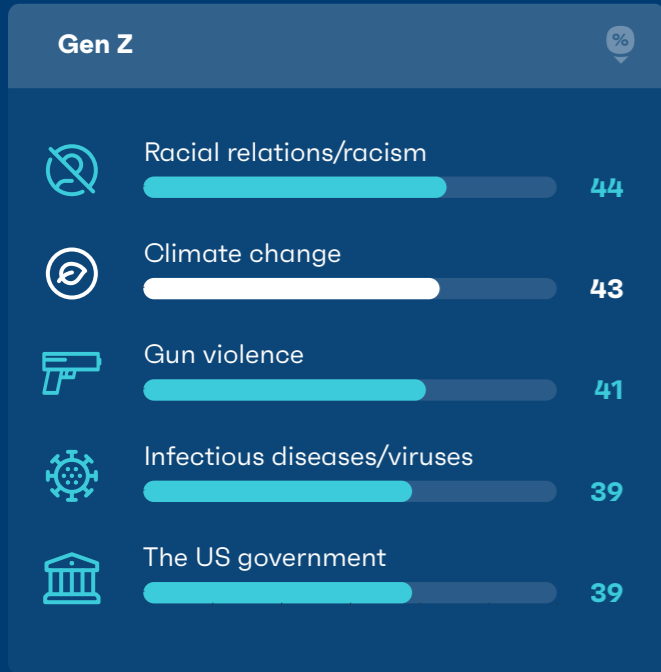 Gen Z
%
Racial relations/racism
44
Climate change
43
Gun violence
41
Infectious diseases/viruses
39
The US government
39